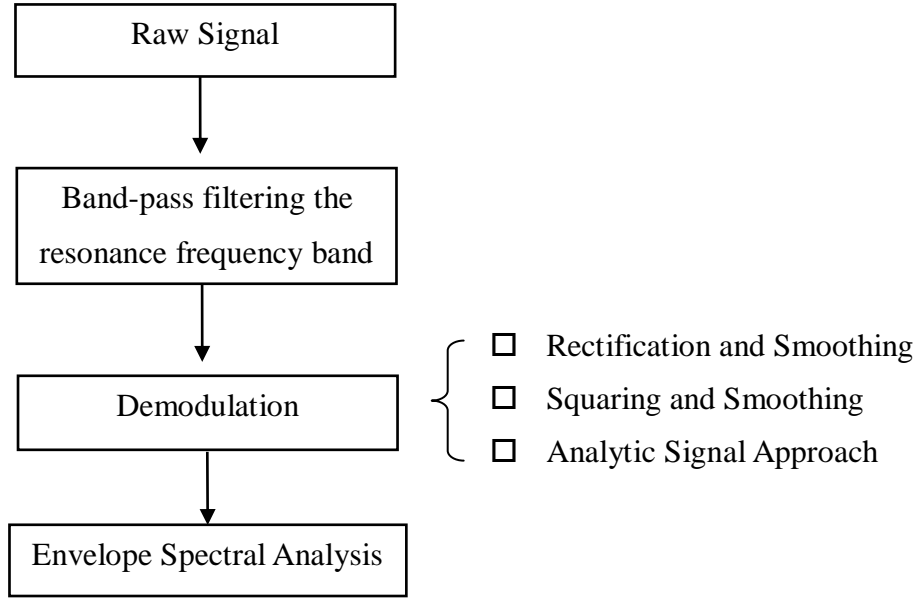 Raw Signal
Band-pass filtering the
resonance frequency band
Demodulation
Rectification and Smoothing
Squaring and Smoothing
Analytic Signal Approach
Envelope Spectral Analysis